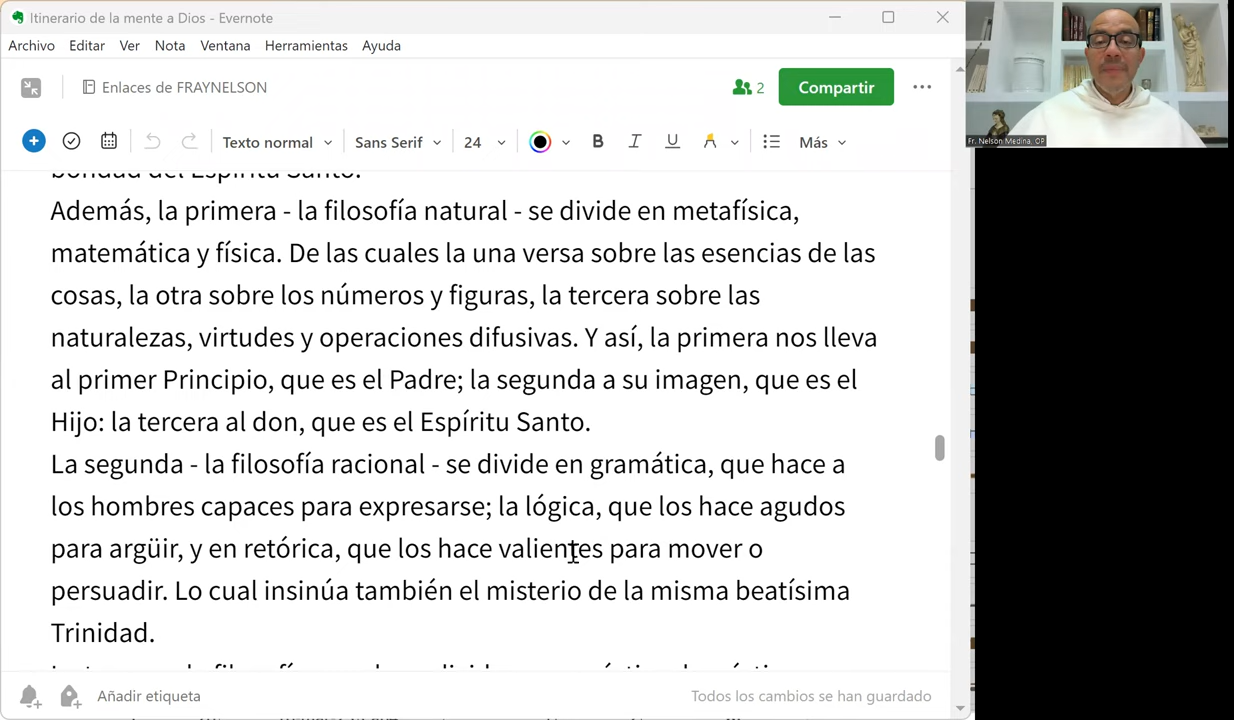 Itinerario de la mente a Dios - Evernote
Archivo Editar Ver Nota Ventana Herramientas Ayuda
Enlaces de FRAYNELSON
2
Compartir
Texto normal
Sans Serif
24
B I U
Más
bondad del Espíritu Santo.
Además, la primera - la filosofía natural - se divide en metafísica,
matemática y física. De las cuales la una versa sobre las esencias de las
cosas, la otra sobre los números y figuras, la tercera sobre las
naturalezas, virtudes y operaciones difusivas. Y así, la primera nos lleva
al primer Principio, que es el Padre; la segunda a su imagen, que es el
Hijo: la tercera al don, que es el Espíritu Santo.
La segunda - la filosofía racional - se divide en gramática, que hace a
los hombres capaces para expresarse; la lógica, que los hace agudos
para argüir, y en retórica, que los hace valientes para mover o
persuadir. Lo cual insinúa también el misterio de la misma beatísima
Trinidad.
Añadir etiqueta
Todos los cambios se han guardado
Fr. Nelson Medina, OP